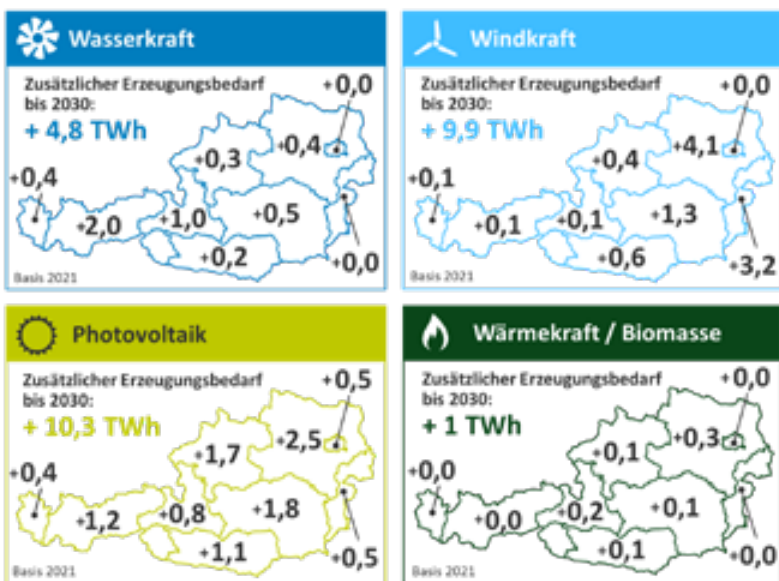 Wasserkraft
Zusätzlicher Erzeugungsbedarf
bis 2030:
+ 4,8 TWh
+0,0
+0,4
+0,3
+0,4
+2,0
+1,0
+0,5
+0,2
+0,0
Basis 2021
Windkraft
Zusätzlicher Erzeugungsbedarf
bis 2030:
+ 9,9 TWh
+0,0
+4,1
+0,4
+0,1
+0,1
+0,1
+1,3
+0,6
+3,2
Basis 2021
Photovoltaik
Zusätzlicher Erzeugungsbedarf
bis 2030:
+ 10,3 TWh
+0,5
+2,5
+1,7
+0,4
+1,2
+0,8
+1,8
+1,1
+0,5
Basis 2021
Wärmekraft / Biomasse
Zusätzlicher Erzeugungsbedarf
bis 2030:
+ 1 TWh
+0,0
+0,3
+0,1
+0,0
+0,0
+0,2
+0,1
+0,1
+0,0
Basis 2021